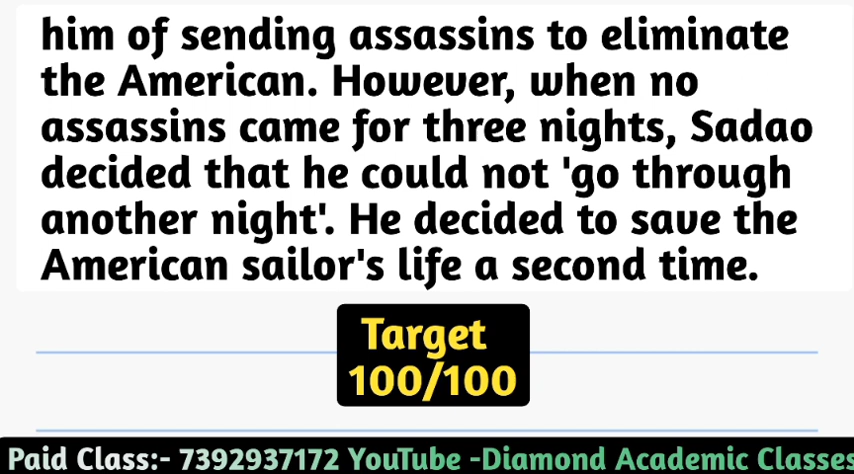 him of sending assassins to eliminate
the American. However, when no
assassins came for three nights, Sadao
decided that he could not 'go through
another night'. He decided to save the
American sailor's life a second time.
Target
100/100
Paid Class:- 7392937172 YouTube -Diamond Academic Classes